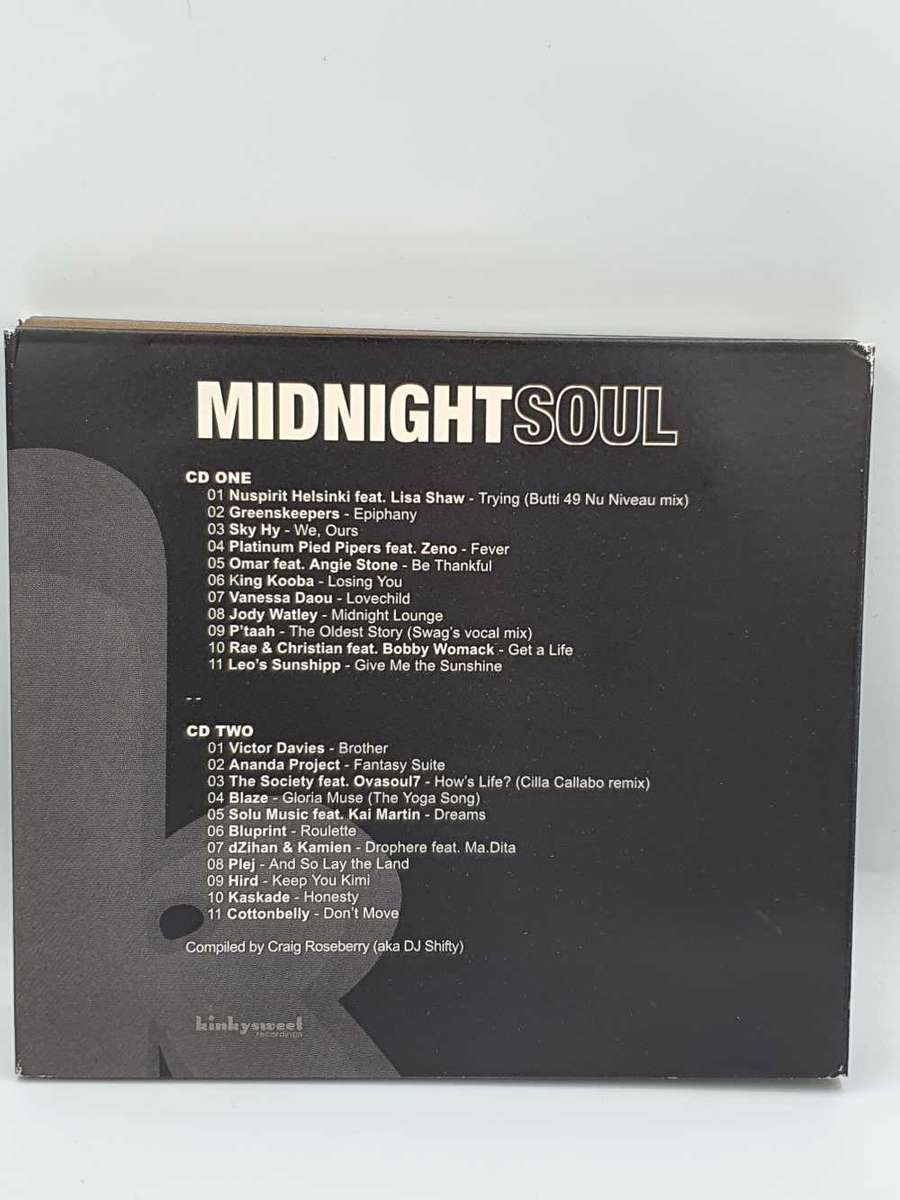 MIDNIGHTSOUL
CD ONE
01 Nuspirit Helsinki feat. Lisa Shaw - Trying (Butti 49 Nu Niveau mix)
02 Greenskeepers - Epiphany
03 Sky Hy - We, Ours
04 Platinum Pied Pipers feat. Zeno - Fever
05 Omar feat. Angie Stone - Be Thankful
06 King Kooba - Losing You
07 Vanessa Daou - Lovechild
08 Jody Watley - Midnight Lounge
09 P'taah - The Oldest Story (Swag's vocal mix)
10 Rae & Christian feat. Bobby Womack - Get a Life
11 Leo's Sunshipp - Give Me the Sunshine
- -
CD TWO
01 Victor Davies - Brother
02 Ananda Project - Fantasy Suite
03 The Society feat. Ovasoul7 - How's Life? (Cilla Callabo remix)
04 Blaze - Gloria Muse (The Yoga Song)
05 Solu Music feat. Kai Martin - Dreams
06 Bluprint - Roulette
07 dZihan & Kamien - Drophere feat. Ma.Dita
08 Plej - And So Lay the Land
09 Hird - Keep You Kimi
10 Kaskade - Honesty
11 Cottonbelly - Don't Move
Compiled by Craig Roseberry (aka DJ Shifty)
kinkysweet
recordings